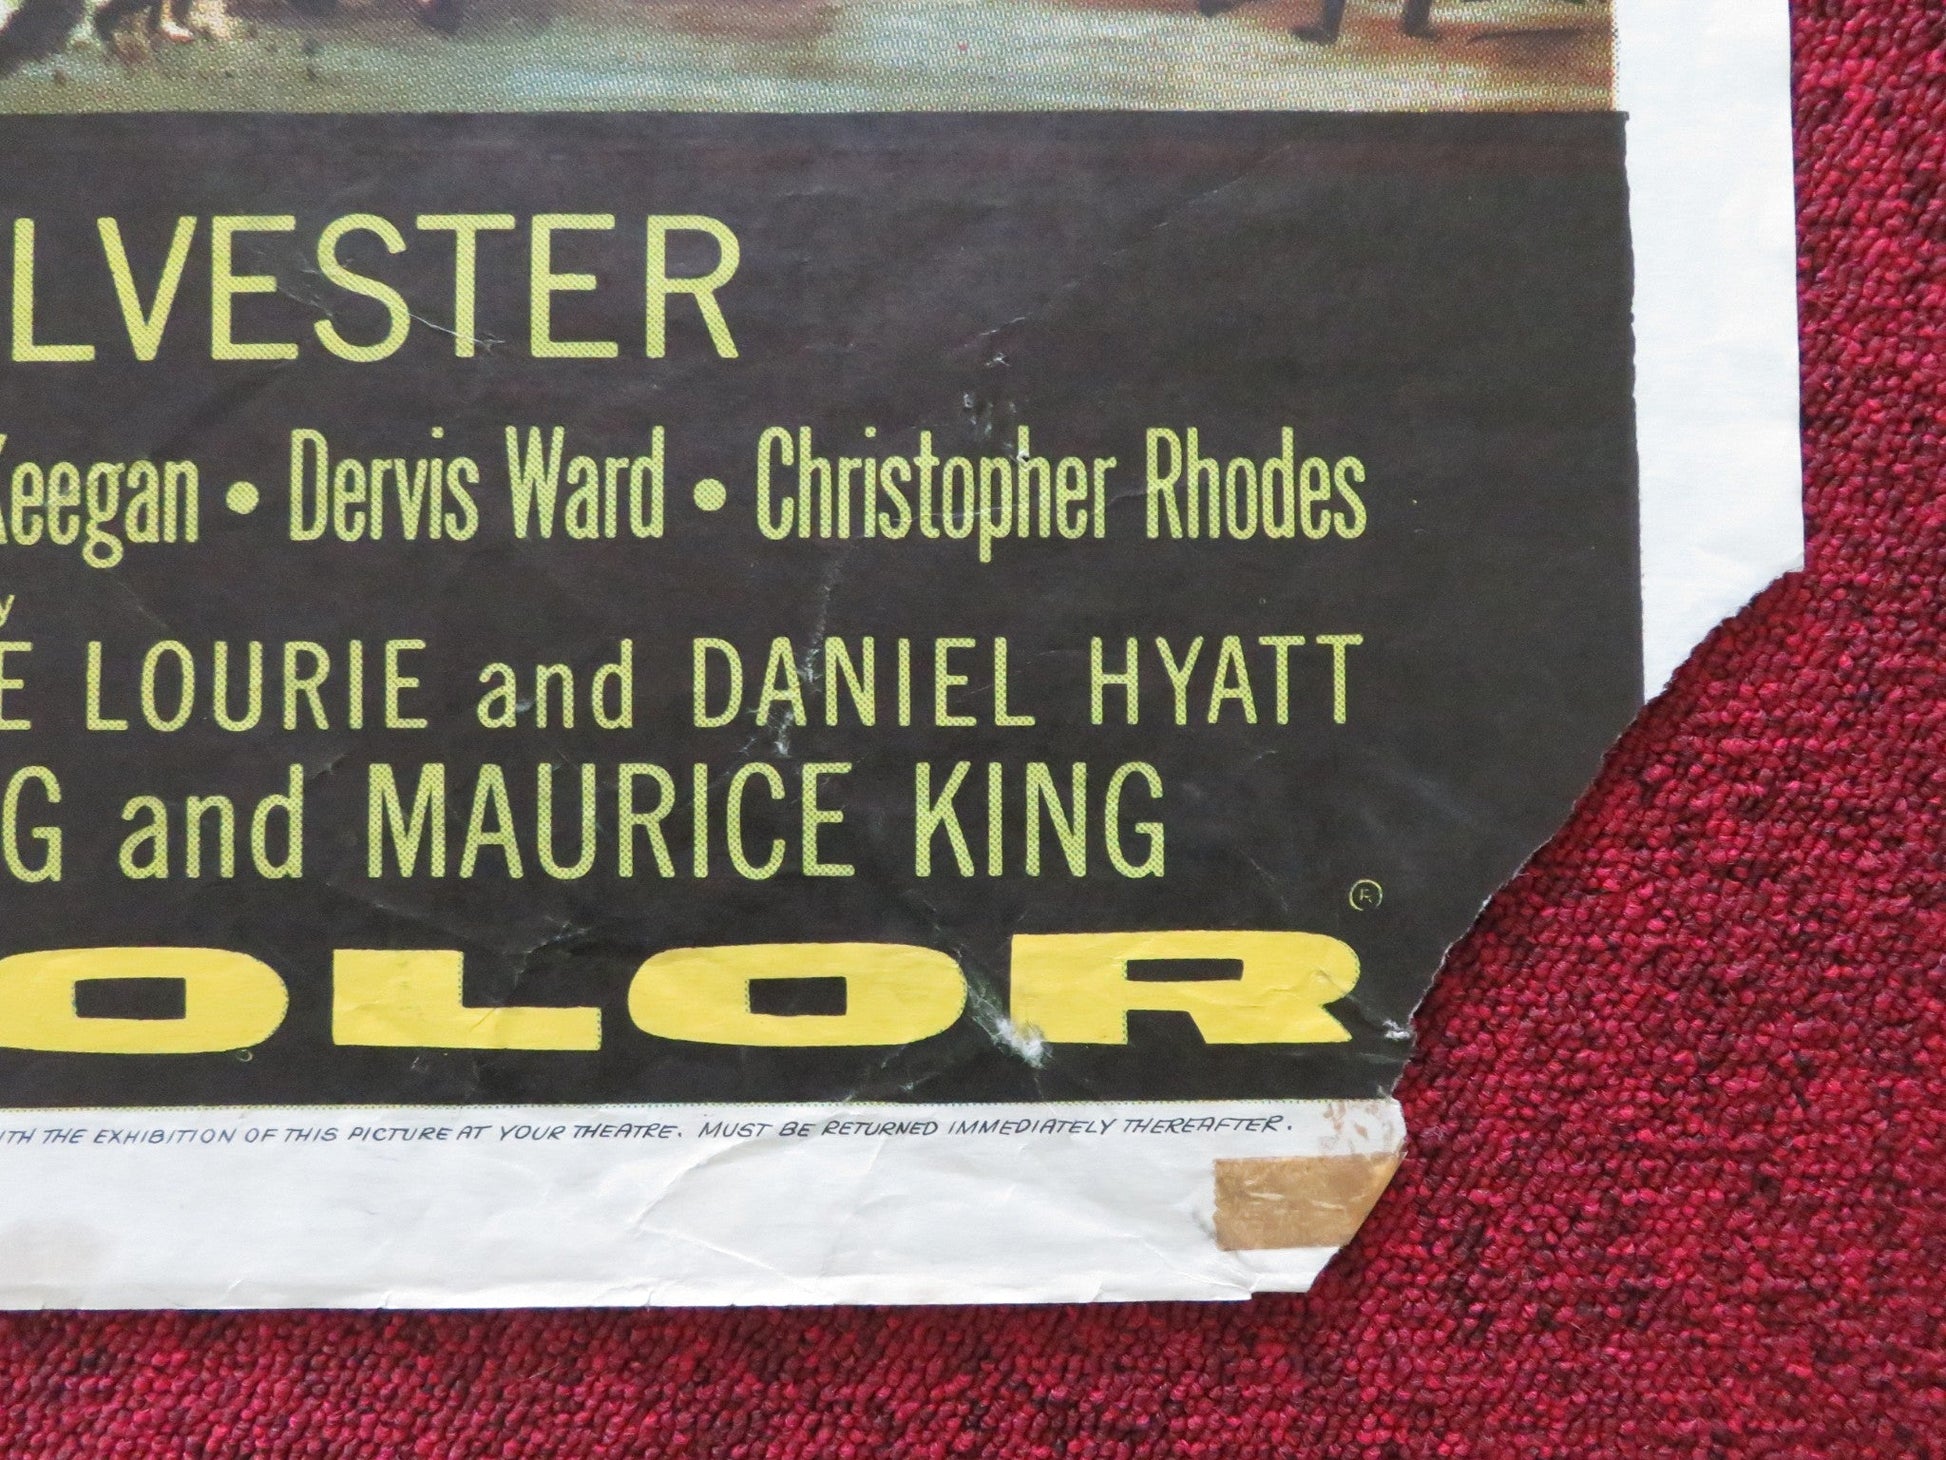 LVESTER
Keegan • Dervis Ward • Christopher Rhodes
y
E LOURIE and DANIEL HYATT
G and MAURICE KING
®
OLOR
ITH THE EXHIBITION OF THIS PICTURE AT YOUR THEATRE. MUST BE RETURNED IMMEDIATELY THEREAFTER.